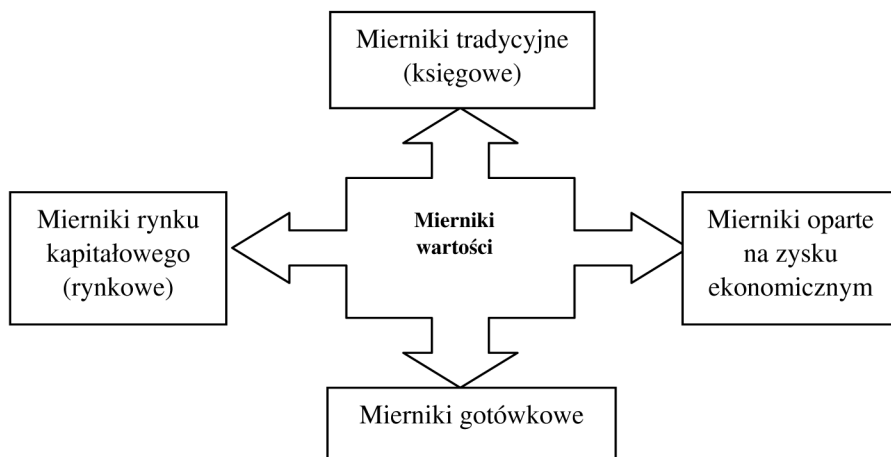 Mierniki tradycyjne
(księgowe)
Mierniki rynku
kapitałowego
(rynkowe)
Mierniki
wartości
Mierniki oparte
na zysku
ekonomicznym
Mierniki gotówkowe